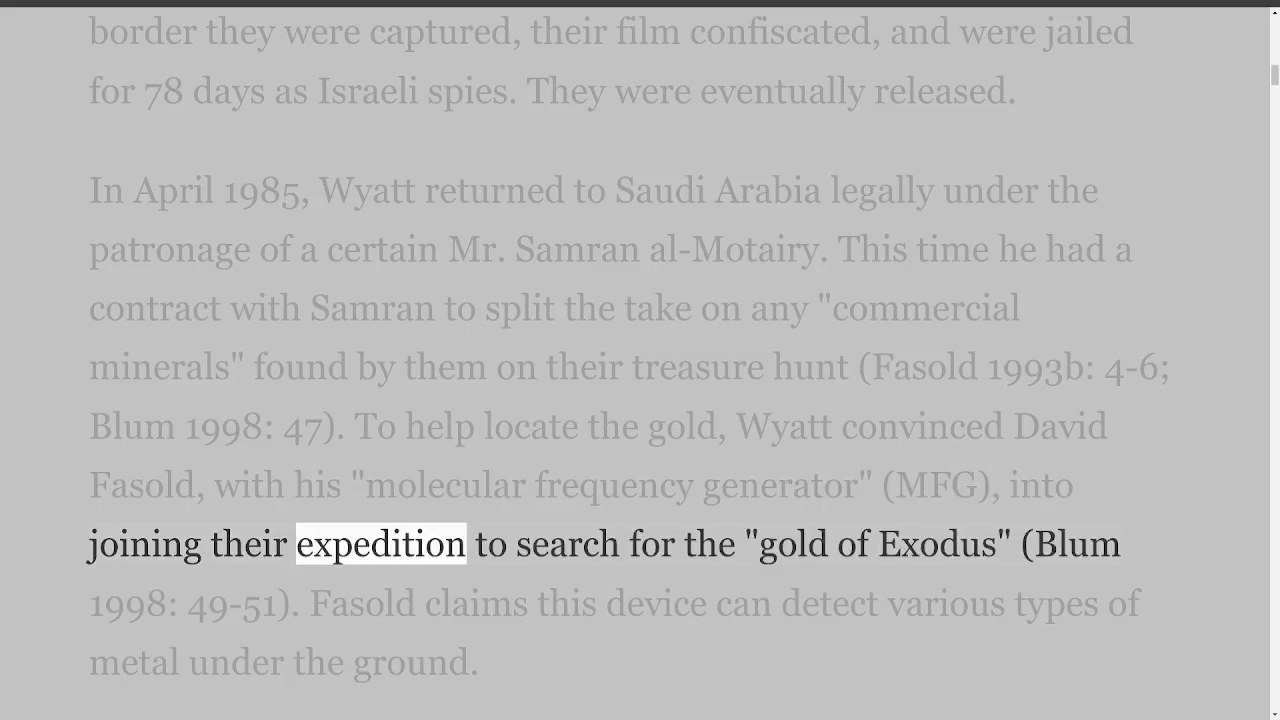 border they were captured, their film confiscated, and were jailed
for 78 days as Israeli spies. They were eventually released.
In April 1985, Wyatt returned to Saudi Arabia legally under the
patronage of a certain Mr. Samran al-Motairy. This time he had a
contract with Samran to split the take on any "commercial
minerals" found by them on their treasure hunt (Fasold 1993b: 4-6;
Blum 1998: 47). To help locate the gold, Wyatt convinced David
Fasold, with his "molecular frequency generator" (MFG), into
joining their expedition to search for the "gold of Exodus" (Blum
1998: 49-51). Fasold claims this device can detect various types of
metal under the ground.